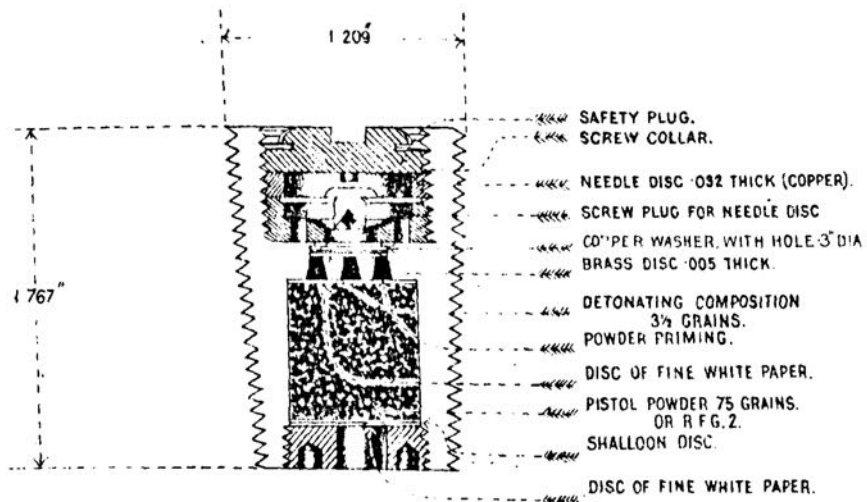 1 209"
1 767"
SAFETY PLUG.
SCREW COLLAR.
NEEDLE DISC ·032 THICK (COPPER).
SCREW PLUG FOR NEEDLE DISC
COPPER WASHER, WITH HOLE ·3" DIA
BRASS DISC ·005 THICK.
DETONATING COMPOSITION
3½ GRAINS.
POWDER PRIMING.
DISC OF FINE WHITE PAPER.
PISTOL POWDER 75 GRAINS.
OR R F G. 2.
SHALLOON DISC.
DISC OF FINE WHITE PAPER.